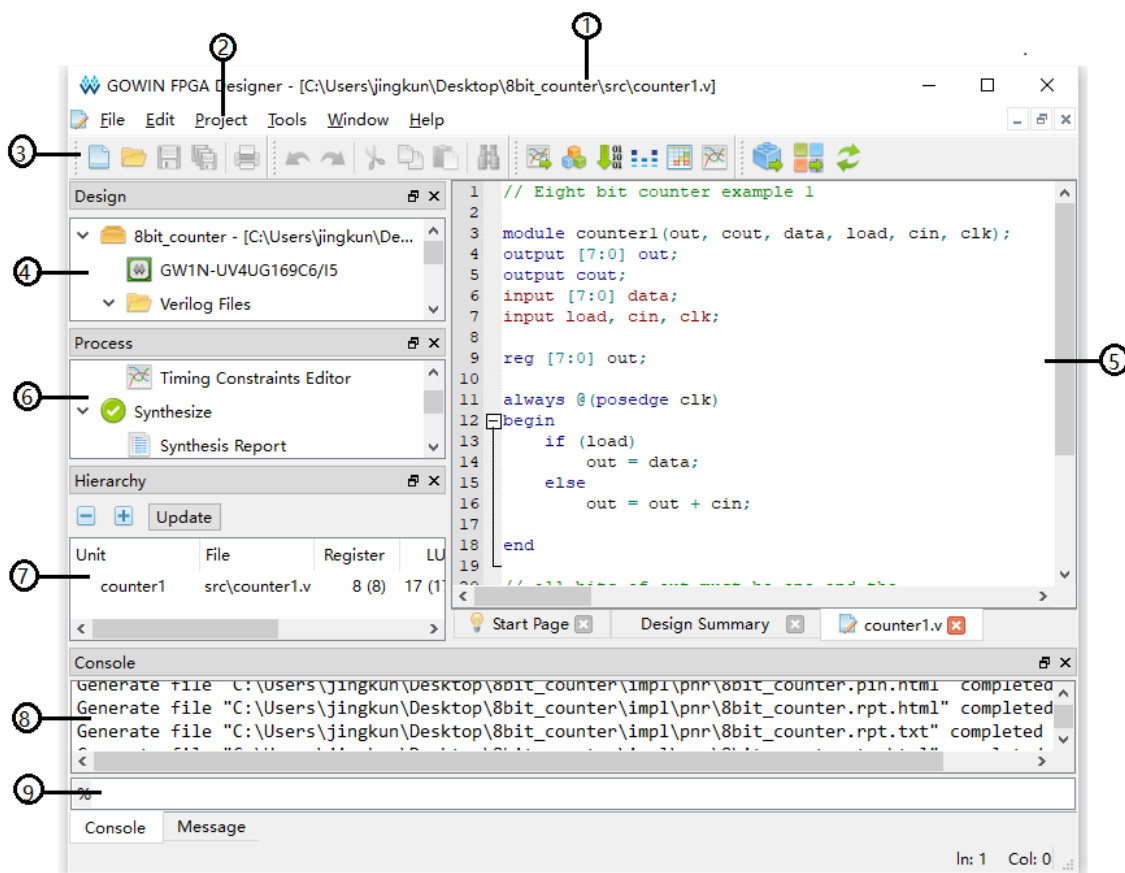 1
2
GOWIN FPGA Designer - [C:\Users\jingkun\Desktop\8bit_counter\src\counter1.v]
File Edit Project Tools Window Help
3
Design
8bit_counter - [C:\Users\jingkun\De...
4
GW1N-UV4UG169C6/I5
Verilog Files
Process
Timing Constraints Editor
6
Synthesize
Synthesis Report
Hierarchy
Update
Unit File Register LU
7
counter1 src\counter1.v 8 (8) 17 (1
1 // Eight bit counter example 1
2
3 module counter1(out, cout, data, load, cin, clk);
4 output [7:0] out;
5 output cout;
6 input [7:0] data;
7 input load, cin, clk;
8
9 reg [7:0] out;
10
11 always @(posedge clk)
12 begin
13 if (load)
14 out = data;
15 else
16 out = out + cin;
17
18 end
19
5
Start Page Design Summary counter1.v
Console
Generate file "C:\Users\jingkun\Desktop\8bit_counter\impl\pnr\8bit_counter.pin.html" completed
8
Generate file "C:\Users\jingkun\Desktop\8bit_counter\impl\pnr\8bit_counter.rpt.html" completed
Generate file "C:\Users\jingkun\Desktop\8bit_counter\impl\pnr\8bit_counter.rpt.txt" completed
9
%
Console Message
ln: 1 Col: 0